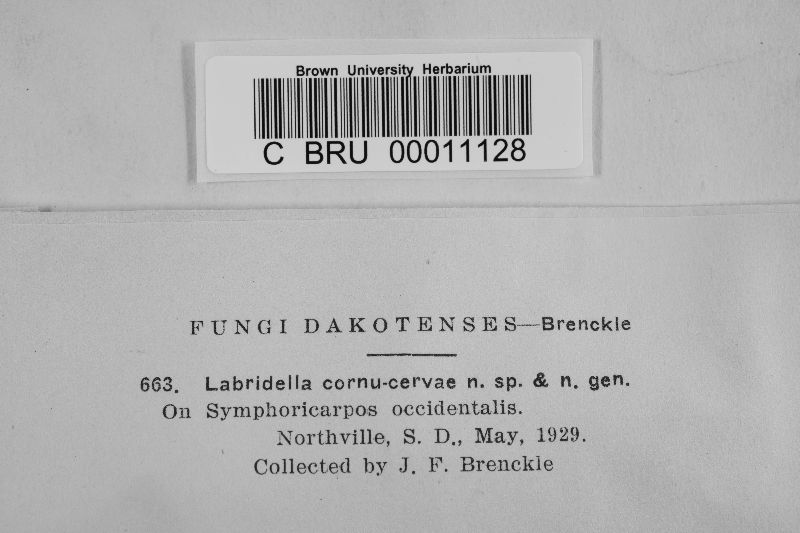 Brown University Herbarium
C BRU 00011128
FUNGI DAKOTENSES—Brenckle
663. Labridella cornu-cervae n. sp. & n. gen.
On Symphoricarpos occidentalis.
Northville, S. D., May, 1929.
Collected by J. F. Brenckle